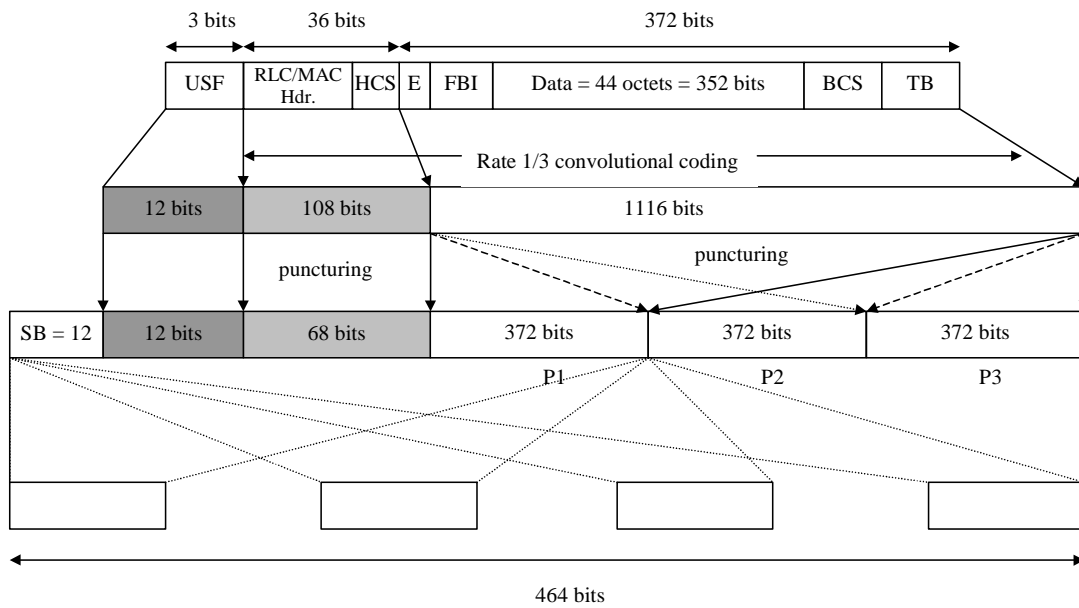 3 bits 36 bits 372 bits
USF RLC/MAC Hdr. HCS E FBI Data = 44 octets = 352 bits BCS TB
Rate 1/3 convolutional coding
12 bits 108 bits 1116 bits
puncturing puncturing
SB = 12 12 bits 68 bits 372 bits 372 bits 372 bits
P1 P2 P3
464 bits